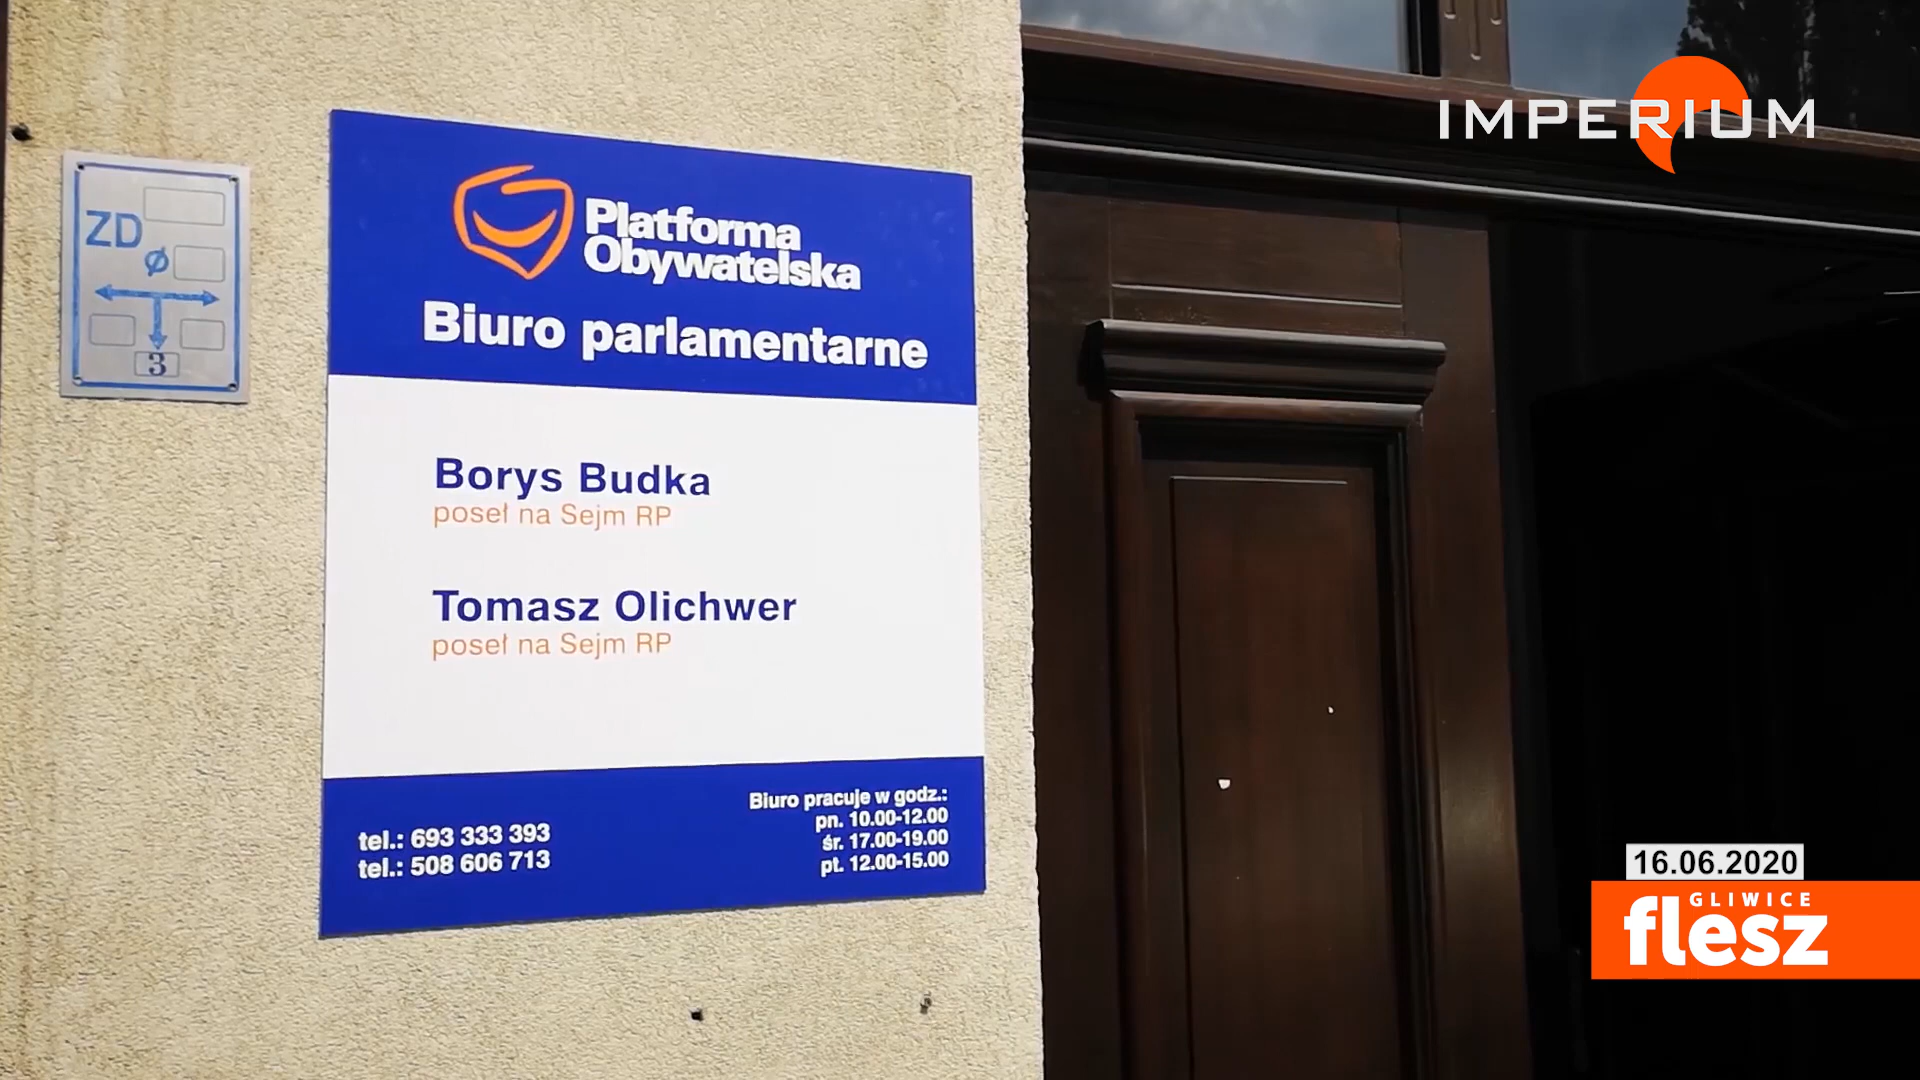 IMPERIUM
ZD
ø
3
Platforma
Obywatelska
Biuro parlamentarne
Borys Budka
poseł na Sejm RP
Tomasz Olichwer
poseł na Sejm RP
tel.: 693 333 393
tel.: 508 606 713
Biuro pracuje w godz.:
pn. 10.00-12.00
śr. 17.00-19.00
pt. 12.00-15.00
16.06.2020
GLIWICE
flesz